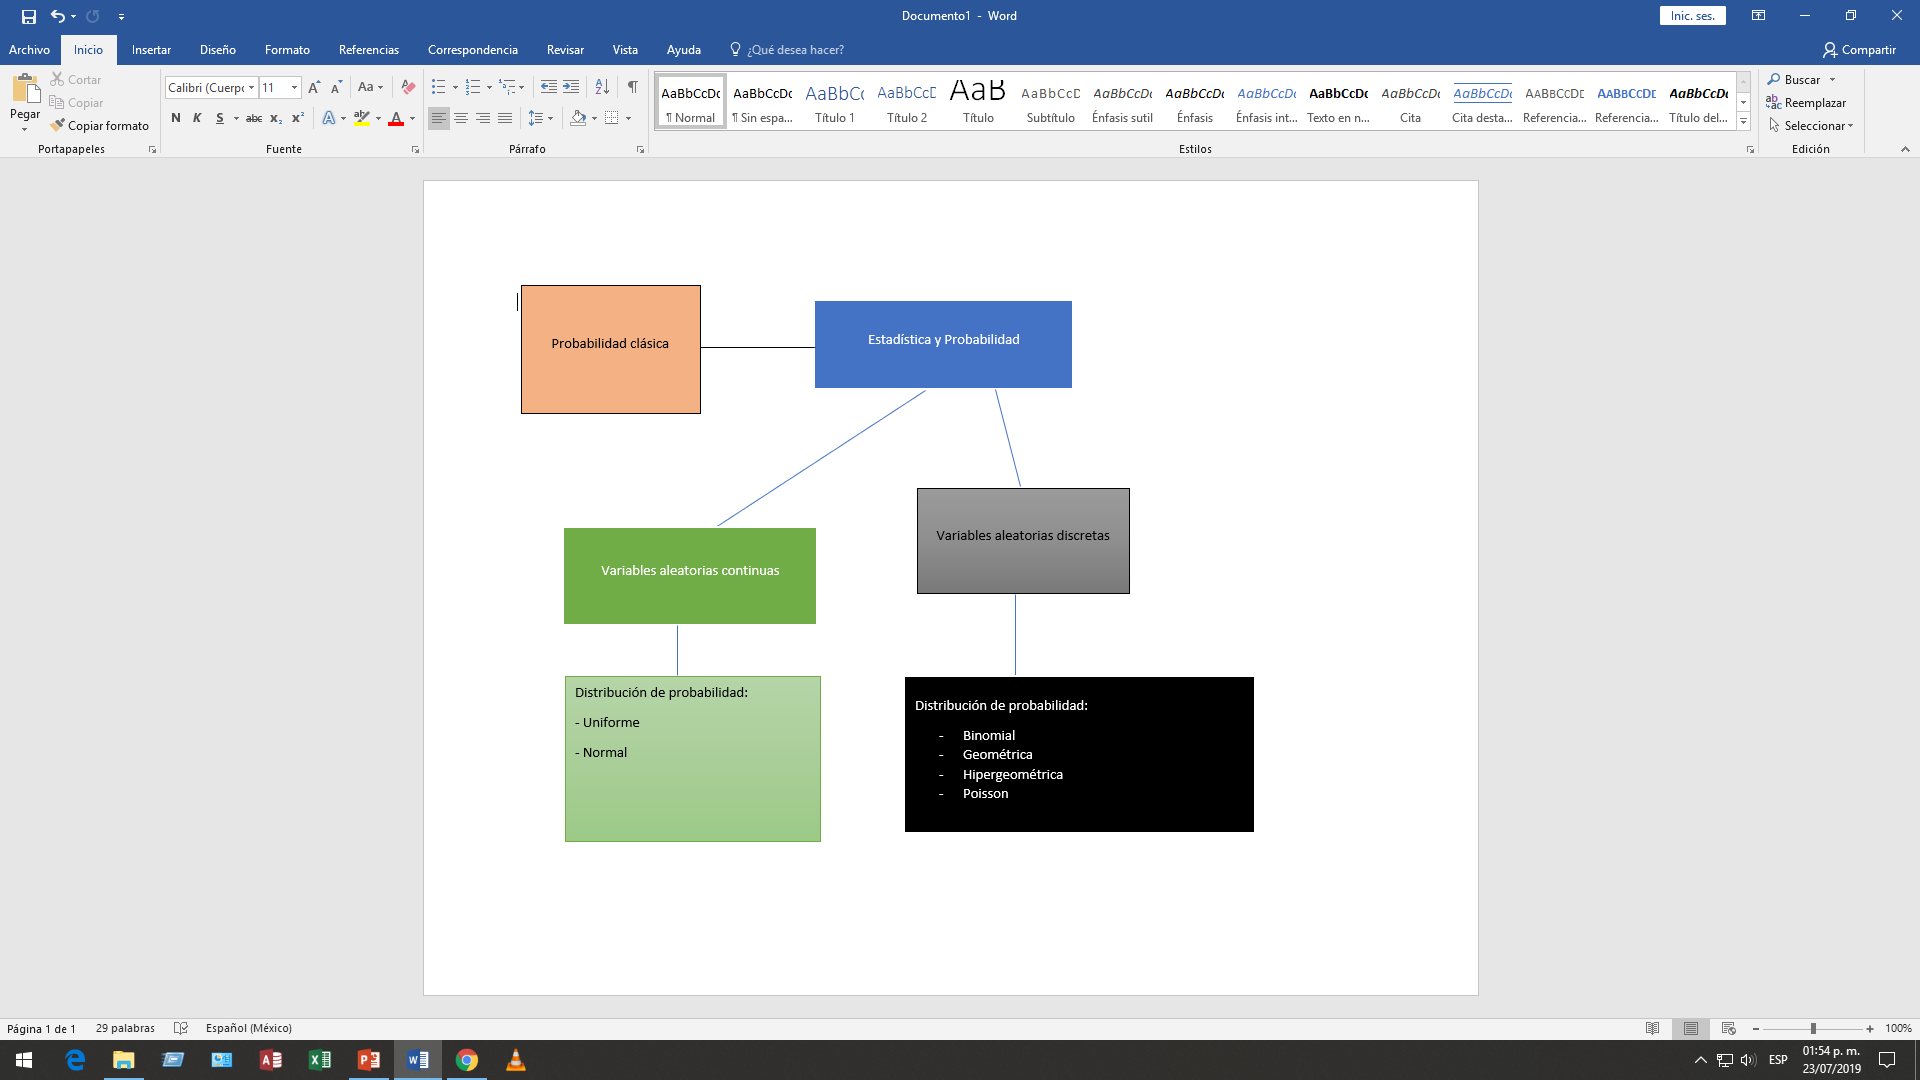 Documento1 - Word
Inic. ses.
Archivo Inicio Insertar Diseño Formato Referencias Correspondencia Revisar Vista Ayuda ¿Qué desea hacer? Compartir
Pegar
Cortar
Copiar
Copiar formato
Portapapeles
Calibri (Cuerpo 11
N K S abc x₂ x²
Fuente
Párrafo
AaBbCcDc AaBbCcDc AaBbCc AaBbCcD AaB AaBbCcD AaBbCcDc AaBbCcDc AaBbCcDc AaBbCcDc AaBbCcDc AaBbCcDc AABBCCDD AABBCCDD AaBbCcDc
¶ Normal ¶ Sin espa... Título 1 Título 2 Título Subtítulo Énfasis sutil Énfasis Énfasis int... Texto en n... Cita Cita desta... Referencia... Referencia... Título del...
Estilos
Buscar
Reemplazar
Seleccionar
Edición
Probabilidad clásica
Estadística y Probabilidad
Variables aleatorias discretas
Variables aleatorias continuas
Distribución de probabilidad:
- Uniforme
- Normal
Distribución de probabilidad:
- Binomial
- Geométrica
- Hipergeométrica
- Poisson
Página 1 de 1 29 palabras Español (México) 100%
ESP
01:54 p. m.
23/07/2019